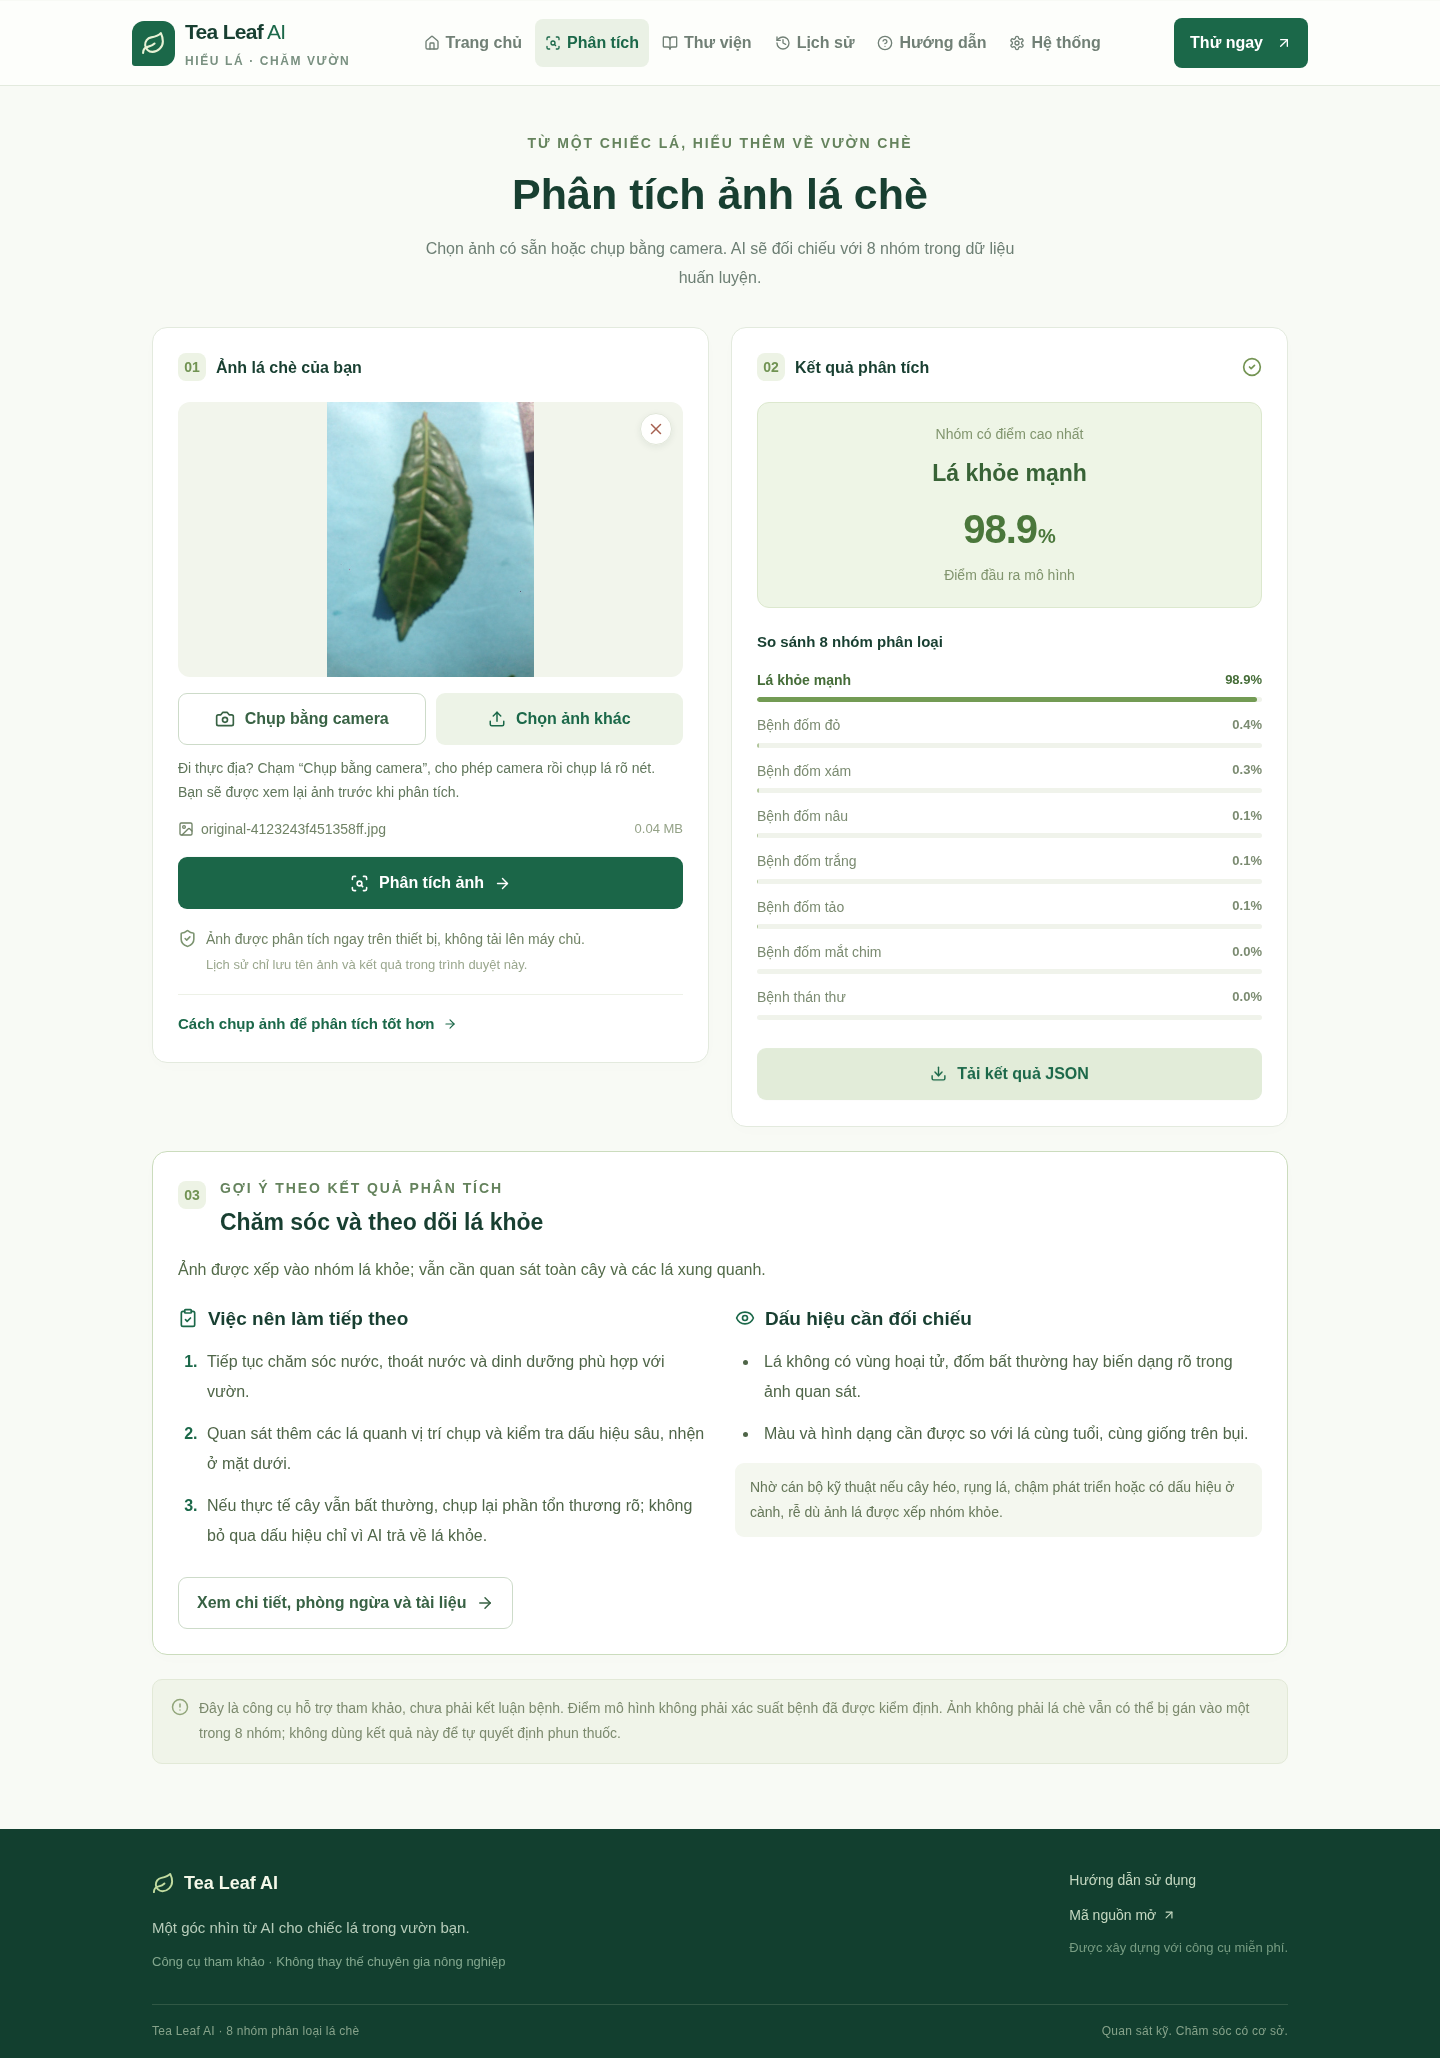 Tea Leaf AI
HIỂU LÁ · CHĂM VƯỜN
Trang chủ
Phân tích
Thư viện
Lịch sử
Hướng dẫn
Hệ thống
Thử ngay
TỪ MỘT CHIẾC LÁ, HIỂU THÊM VỀ VƯỜN CHÈ
Phân tích ảnh lá chè
Chọn ảnh có sẵn hoặc chụp bằng camera. AI sẽ đối chiếu với 8 nhóm trong dữ liệu
huấn luyện.
01 Ảnh lá chè của bạn
Chụp bằng camera
Chọn ảnh khác
Đi thực địa? Chạm “Chụp bằng camera”, cho phép camera rồi chụp lá rõ nét.
Bạn sẽ được xem lại ảnh trước khi phân tích.
original-4123243f451358ff.jpg 0.04 MB
Phân tích ảnh
Ảnh được phân tích ngay trên thiết bị, không tải lên máy chủ.
Lịch sử chỉ lưu tên ảnh và kết quả trong trình duyệt này.
Cách chụp ảnh để phân tích tốt hơn
02 Kết quả phân tích
Nhóm có điểm cao nhất
Lá khỏe mạnh
98.9%
Điểm đầu ra mô hình
So sánh 8 nhóm phân loại
Lá khỏe mạnh 98.9%
Bệnh đốm đỏ 0.4%
Bệnh đốm xám 0.3%
Bệnh đốm nâu 0.1%
Bệnh đốm trắng 0.1%
Bệnh đốm tảo 0.1%
Bệnh đốm mắt chim 0.0%
Bệnh thán thư 0.0%
Tải kết quả JSON
03 GỢI Ý THEO KẾT QUẢ PHÂN TÍCH
Chăm sóc và theo dõi lá khỏe
Ảnh được xếp vào nhóm lá khỏe; vẫn cần quan sát toàn cây và các lá xung quanh.
Việc nên làm tiếp theo
1. Tiếp tục chăm sóc nước, thoát nước và dinh dưỡng phù hợp với
vườn.
2. Quan sát thêm các lá quanh vị trí chụp và kiểm tra dấu hiệu sâu, nhện
ở mặt dưới.
3. Nếu thực tế cây vẫn bất thường, chụp lại phần tổn thương rõ; không
bỏ qua dấu hiệu chỉ vì AI trả về lá khỏe.
Dấu hiệu cần đối chiếu
• Lá không có vùng hoại tử, đốm bất thường hay biến dạng rõ trong
ảnh quan sát.
• Màu và hình dạng cần được so với lá cùng tuổi, cùng giống trên bụi.
Nhờ cán bộ kỹ thuật nếu cây héo, rụng lá, chậm phát triển hoặc có dấu hiệu ở
cành, rễ dù ảnh lá được xếp nhóm khỏe.
Xem chi tiết, phòng ngừa và tài liệu
Đây là công cụ hỗ trợ tham khảo, chưa phải kết luận bệnh. Điểm mô hình không phải xác suất bệnh đã được kiểm định. Ảnh không phải lá chè vẫn có thể bị gán vào một
trong 8 nhóm; không dùng kết quả này để tự quyết định phun thuốc.
Tea Leaf AI
Một góc nhìn từ AI cho chiếc lá trong vườn bạn.
Công cụ tham khảo · Không thay thế chuyên gia nông nghiệp
Hướng dẫn sử dụng
Mã nguồn mở
Được xây dựng với công cụ miễn phí.
Tea Leaf AI · 8 nhóm phân loại lá chè
Quan sát kỹ. Chăm sóc có cơ sở.